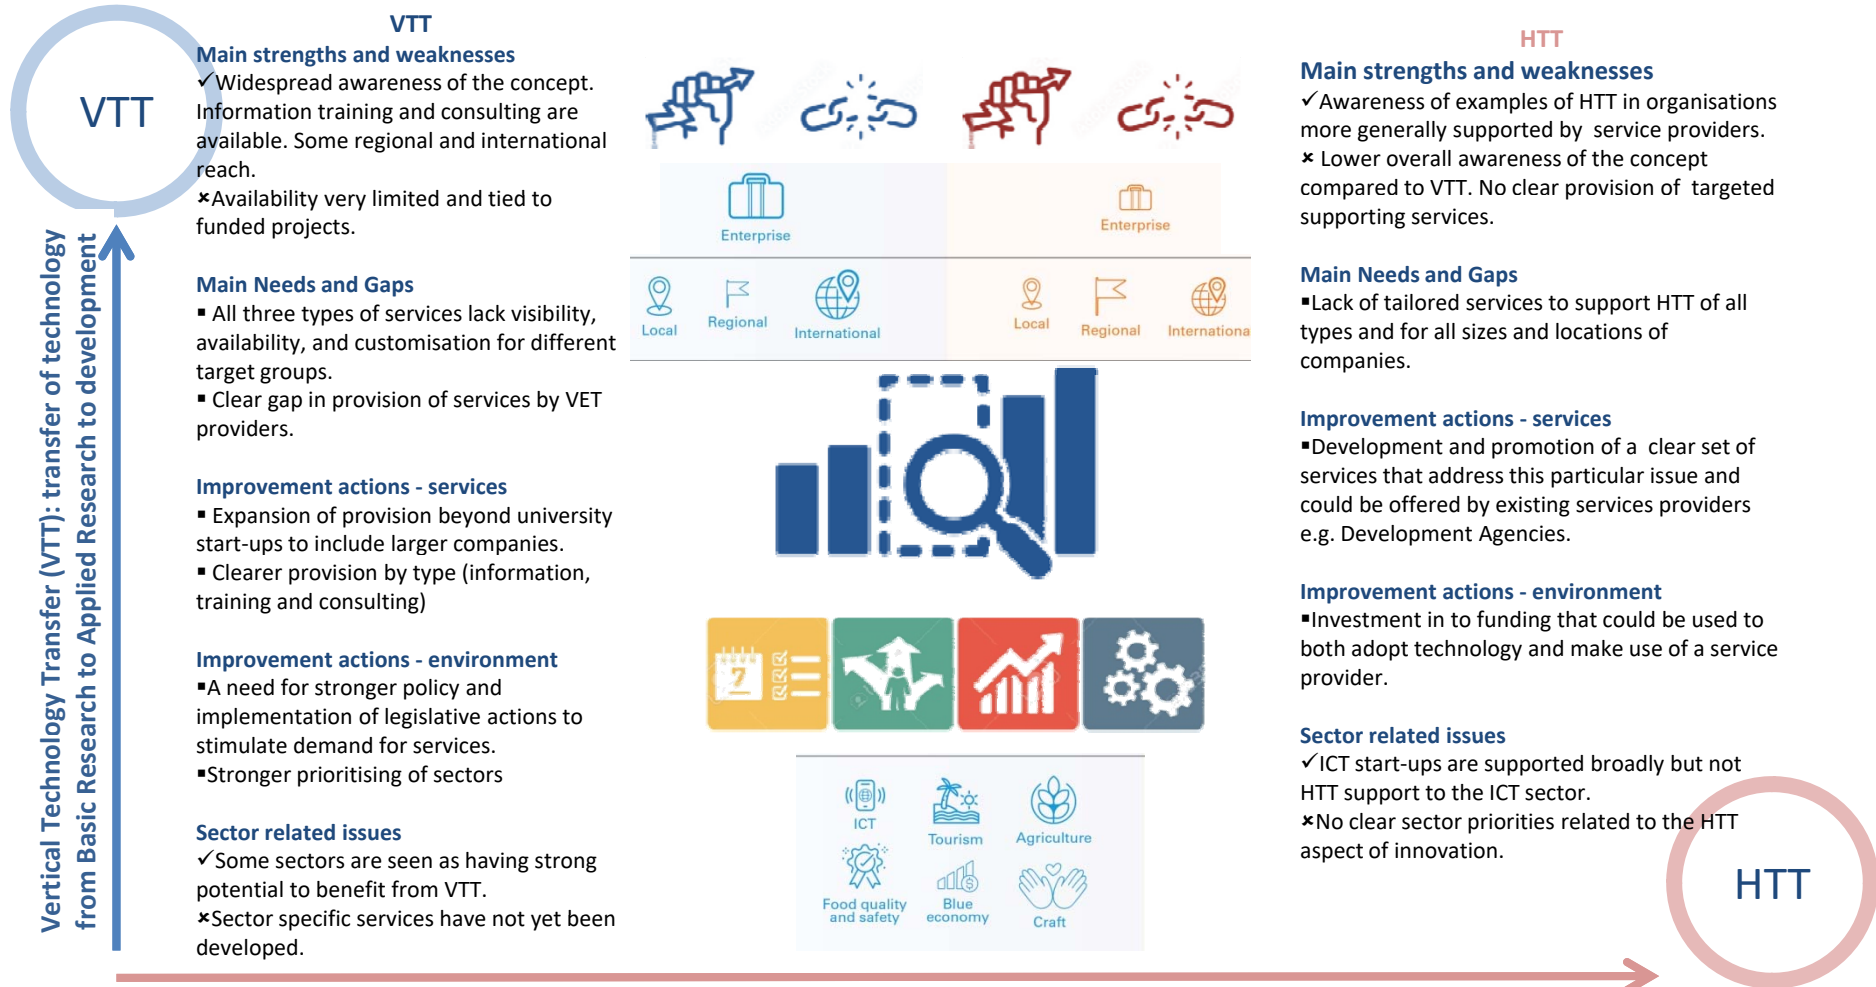 VTT
Vertical Technology Transfer (VTT): transfer of technology
from Basic Research to Applied Research to development
VTT
Main strengths and weaknesses
✓Widespread awareness of the concept.
Information training and consulting are
available. Some regional and international
reach.
×Availability very limited and tied to
funded projects.
Main Needs and Gaps
▪ All three types of services lack visibility,
availability, and customisation for different
target groups.
▪ Clear gap in provision of services by VET
providers.
Improvement actions - services
▪ Expansion of provision beyond university
start-ups to include larger companies.
▪ Clearer provision by type (information,
training and consulting)
Improvement actions - environment
▪A need for stronger policy and
implementation of legislative actions to
stimulate demand for services.
▪Stronger prioritising of sectors
Sector related issues
✓Some sectors are seen as having strong
potential to benefit from VTT.
×Sector specific services have not yet been
developed.
Enterprise
Enterprise
Local
Regional
International
Local
Regional
Internationa
7
ICT
Tourism
Agriculture
Food quality
and safety
Blue
economy
Craft
HTT
Main strengths and weaknesses
✓Awareness of examples of HTT in organisations
more generally supported by service providers.
× Lower overall awareness of the concept
compared to VTT. No clear provision of targeted
supporting services.
Main Needs and Gaps
▪Lack of tailored services to support HTT of all
types and for all sizes and locations of
companies.
Improvement actions - services
▪Development and promotion of a clear set of
services that address this particular issue and
could be offered by existing services providers
e.g. Development Agencies.
Improvement actions - environment
▪Investment in to funding that could be used to
both adopt technology and make use of a service
provider.
Sector related issues
✓ICT start-ups are supported broadly but not
HTT support to the ICT sector.
×No clear sector priorities related to the HTT
aspect of innovation.
HTT